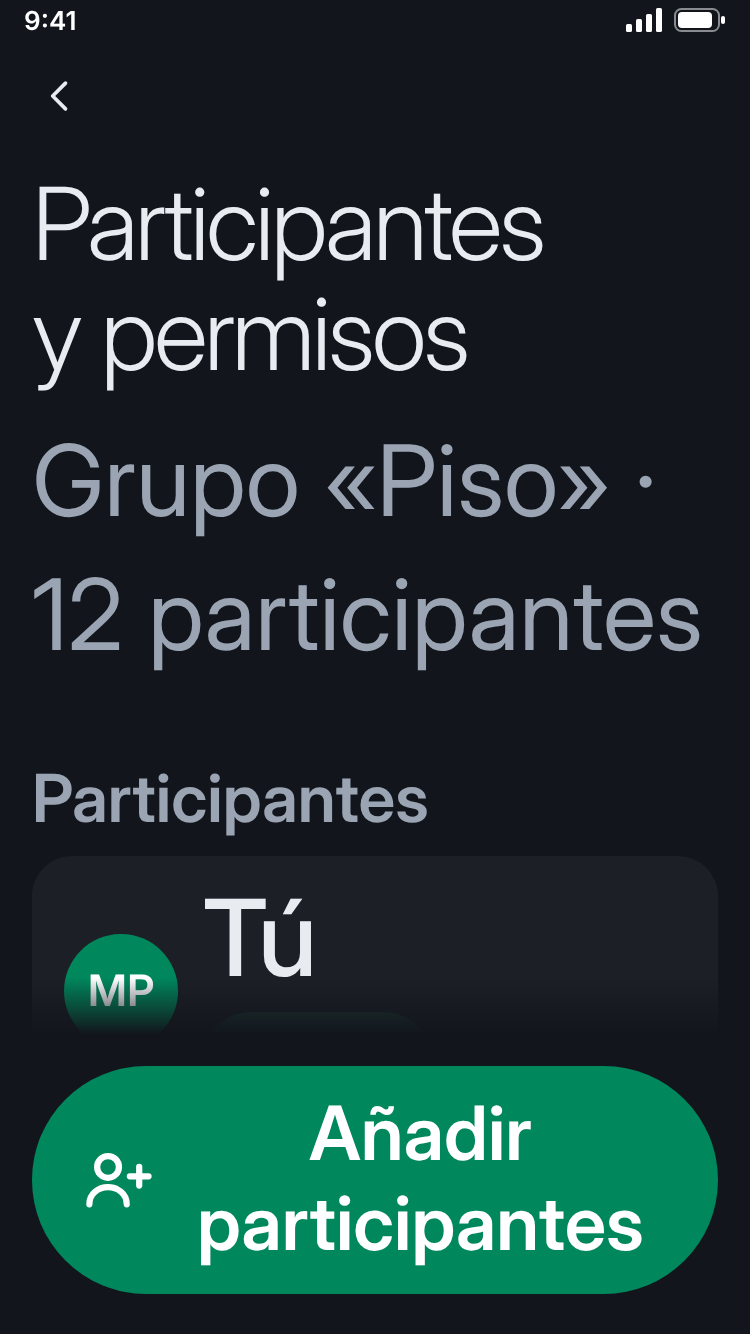 9:41
Participantes
y permisos
Grupo «Piso» ·
12 participantes
Participantes
Tú
MP
Añadir
participantes